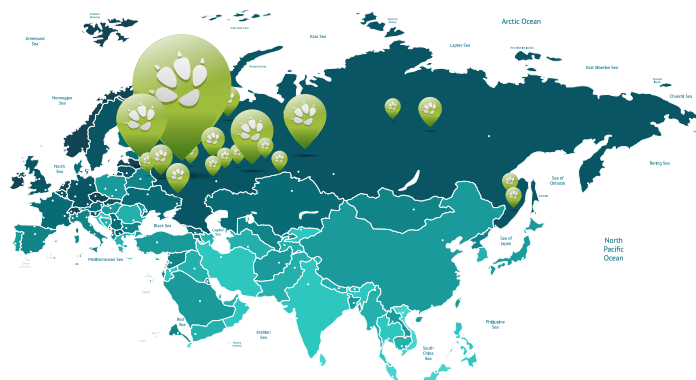 Arctic Ocean
Greenland
Sea
Kara Sea
Laptev Sea
East Siberian Sea
Chukchi Sea
Norwegian
Sea
North
Sea
Bering Sea
Sea of
Okhotsk
Black Sea
Caspian
Sea
Sea of
Japan
North
Pacific
Ocean
Mediterranean Sea
Red
Sea
Arabian
Sea
Philippine
Sea
South
China
Sea